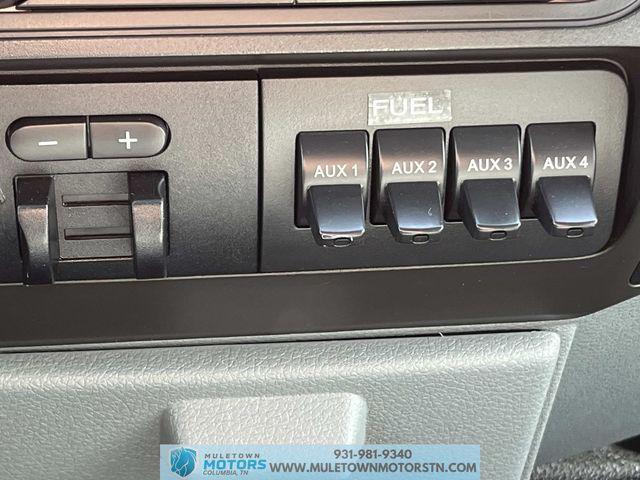 FUEL
− +
AUX 1 AUX 2 AUX 3 AUX 4
931-981-9340
MULETOWN
MOTORS
COLUMBIA, TN
WWW.MULETOWNMOTORSTN.COM